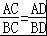 AC/BC = AD/BD